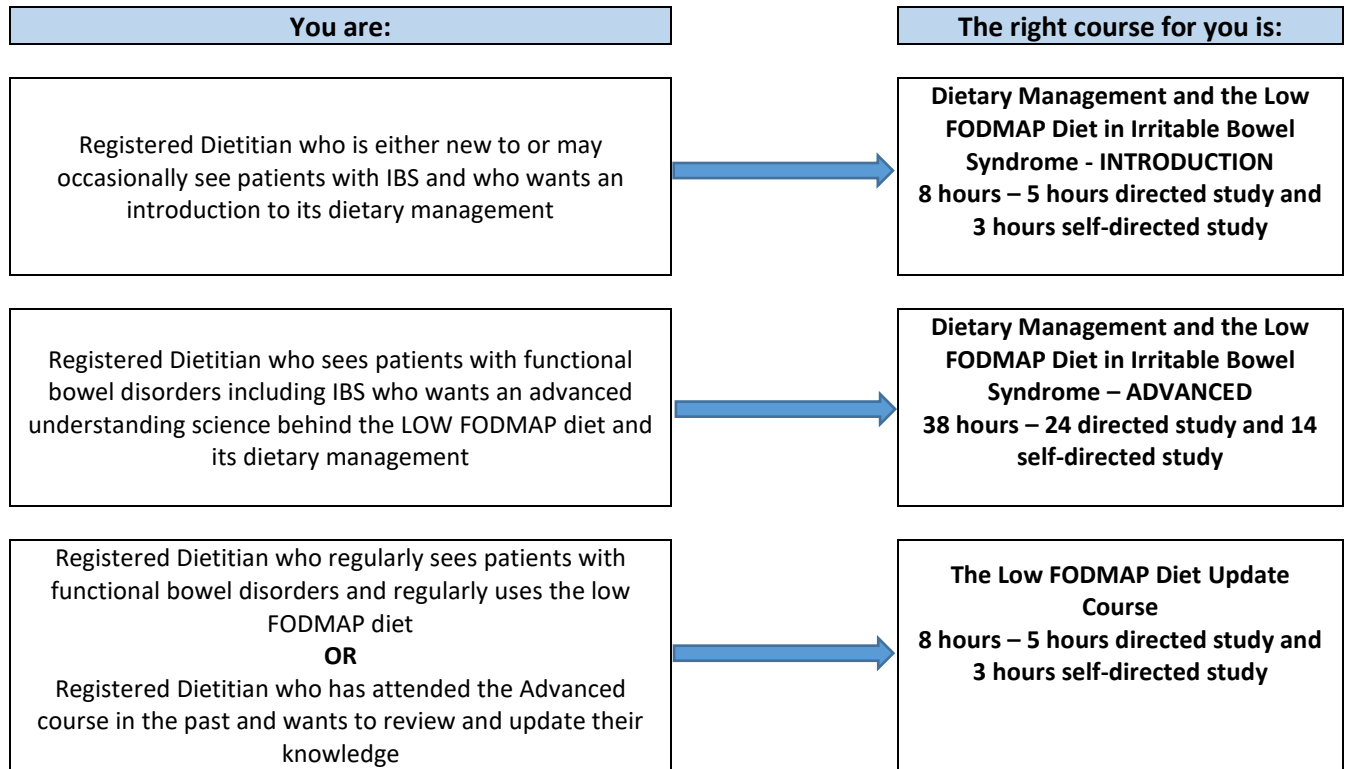 You are:
The right course for you is:
Registered Dietitian who is either new to or may
occasionally see patients with IBS and who wants an
introduction to its dietary management
Dietary Management and the Low
FODMAP Diet in Irritable Bowel
Syndrome - INTRODUCTION
8 hours – 5 hours directed study and
3 hours self-directed study
Registered Dietitian who sees patients with functional
bowel disorders including IBS who wants an advanced
understanding science behind the LOW FODMAP diet and
its dietary management
Dietary Management and the Low
FODMAP Diet in Irritable Bowel
Syndrome – ADVANCED
38 hours – 24 directed study and 14
self-directed study
Registered Dietitian who regularly sees patients with
functional bowel disorders and regularly uses the low
FODMAP diet
OR
Registered Dietitian who has attended the Advanced
course in the past and wants to review and update their
knowledge
The Low FODMAP Diet Update
Course
8 hours – 5 hours directed study and
3 hours self-directed study